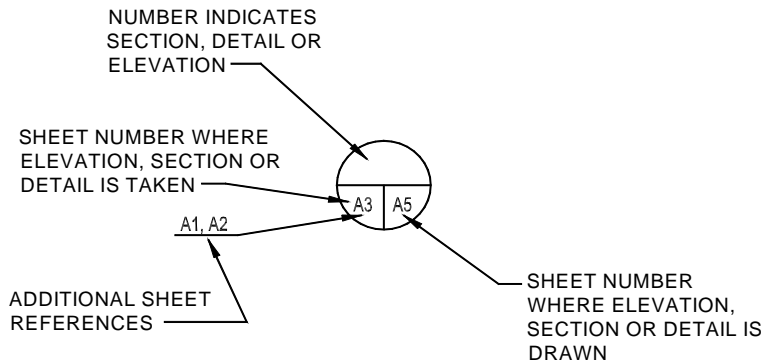 NUMBER INDICATES
SECTION, DETAIL OR
ELEVATION
SHEET NUMBER WHERE
ELEVATION, SECTION OR
DETAIL IS TAKEN
A3
A5
A1, A2
ADDITIONAL SHEET
REFERENCES
SHEET NUMBER
WHERE ELEVATION,
SECTION OR DETAIL IS
DRAWN